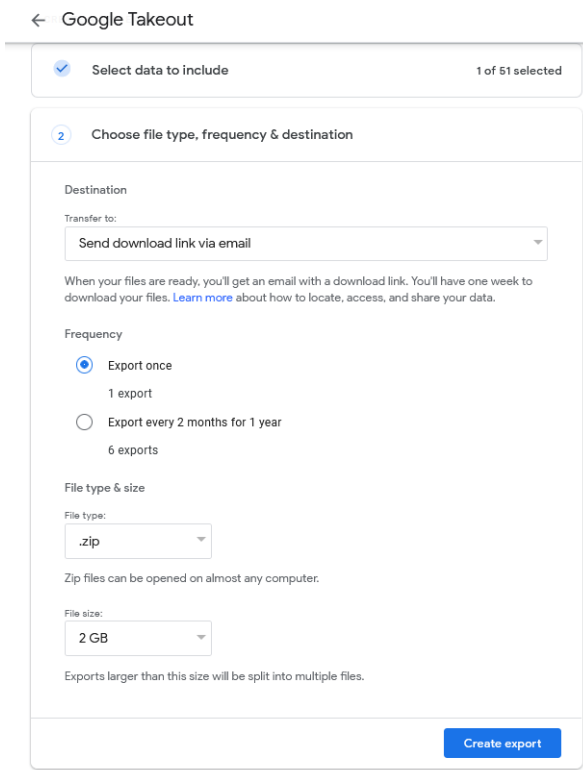 Google Takeout
Select data to include
1 of 51 selected
2
Choose file type, frequency & destination
Destination
Transfer to:
Send download link via email
When your files are ready, you'll get an email with a download link. You'll have one week to
download your files. Learn more about how to locate, access, and share your data.
Frequency
Export once
1 export
Export every 2 months for 1 year
6 exports
File type & size
File type:
.zip
Zip files can be opened on almost any computer.
File size:
2 GB
Exports larger than this size will be split into multiple files.
Create export